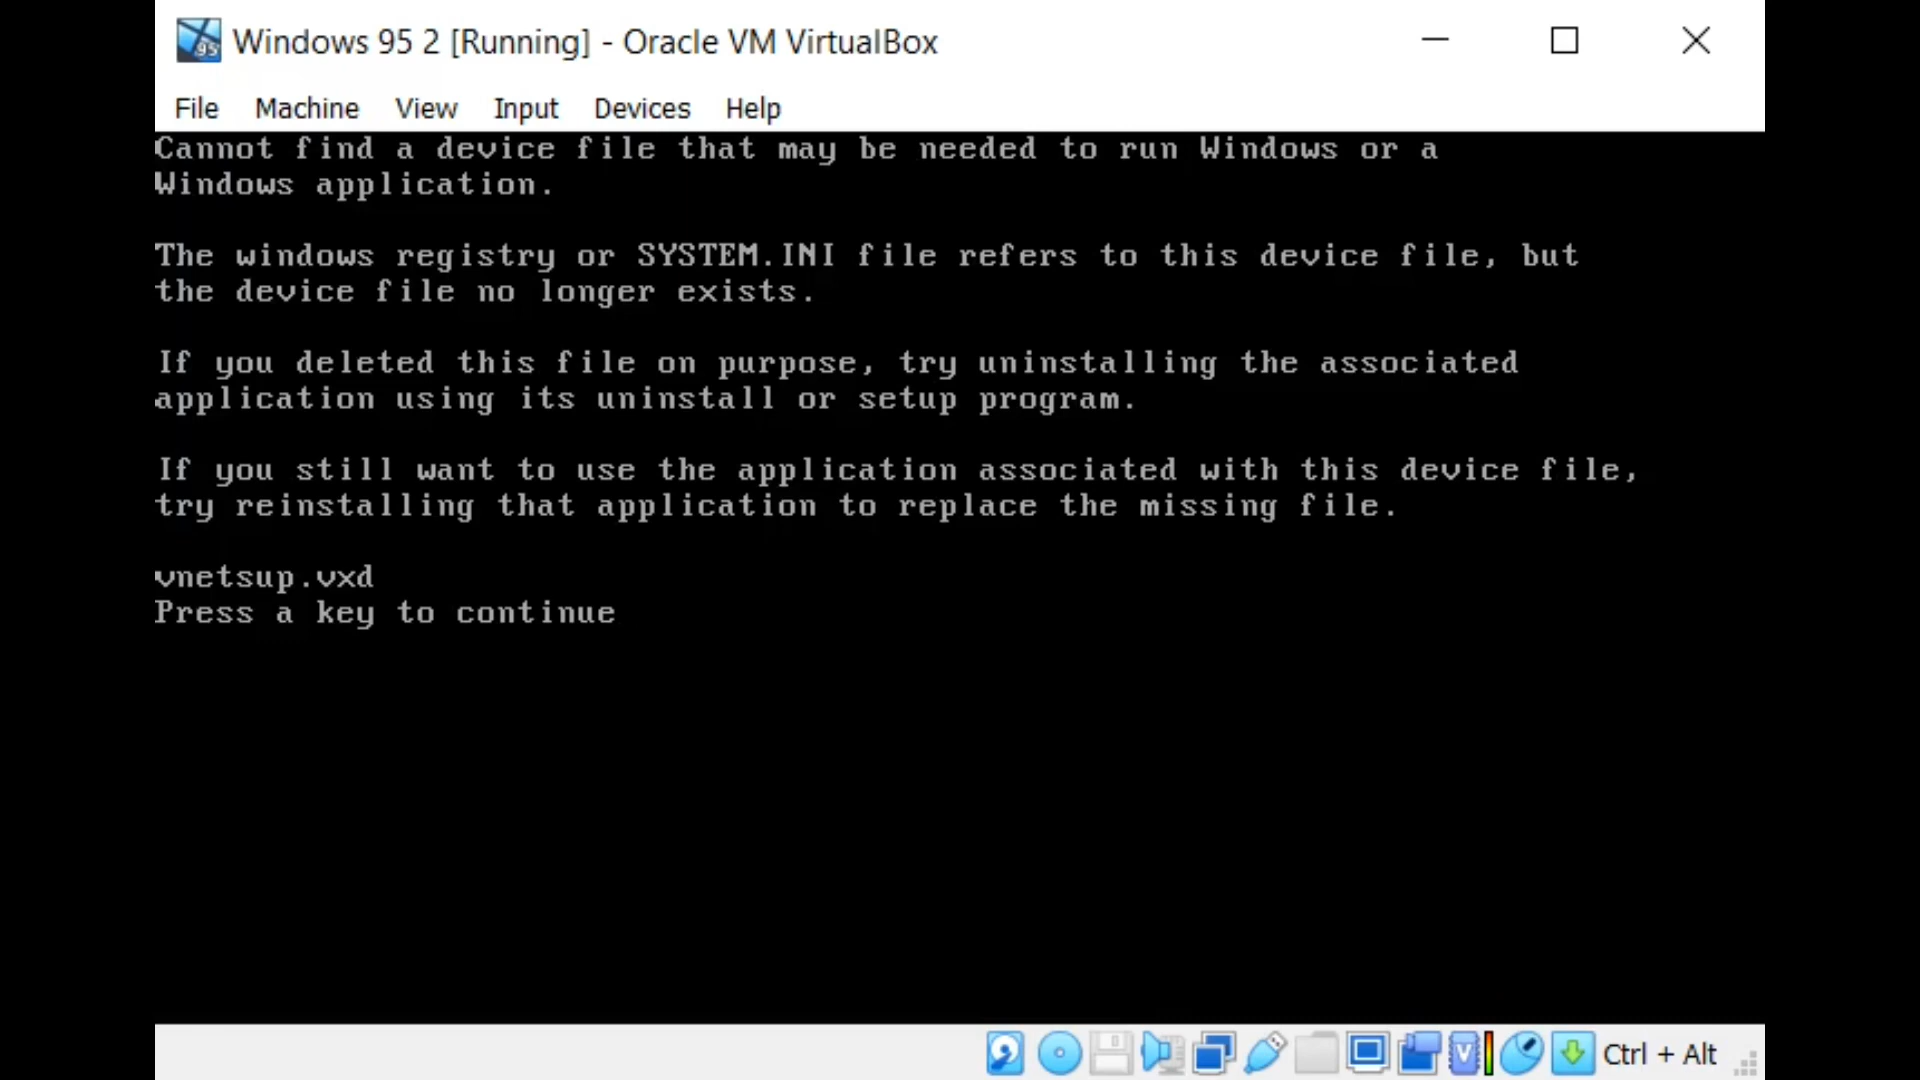 Windows 95 2 [Running] - Oracle VM VirtualBox
File Machine View Input Devices Help
Cannot find a device file that may be needed to run Windows or a
Windows application.
The windows registry or SYSTEM.INI file refers to this device file, but
the device file no longer exists.
If you deleted this file on purpose, try uninstalling the associated
application using its uninstall or setup program.
If you still want to use the application associated with this device file,
try reinstalling that application to replace the missing file.
vnetsup.vxd
Press a key to continue
Ctrl + Alt